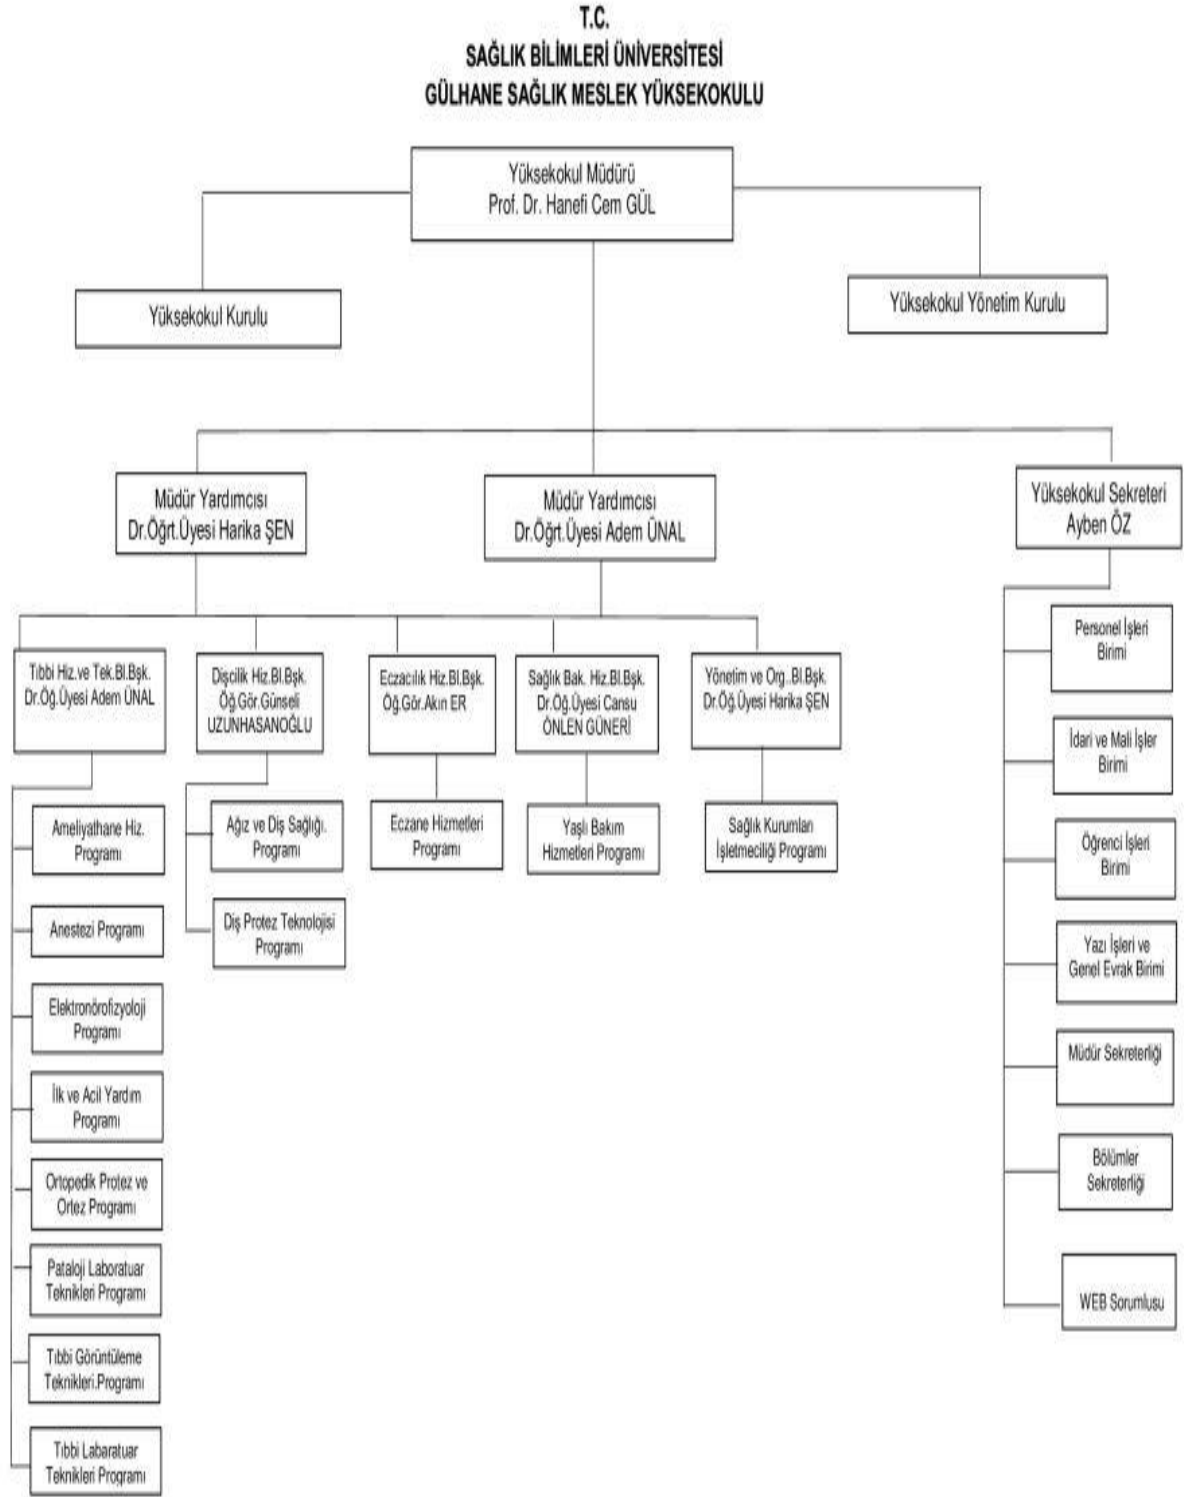 T.C.
SAĞLIK BİLİMLERİ ÜNİVERSİTESİ
GÜLHANE SAĞLIK MESLEK YÜKSEKOKULU
Yüksekokul Müdürü
Prof. Dr. Hanefi Cem GÜL
Yüksekokul Kurulu
Yüksekokul Yönetim Kurulu
Müdür Yardımcısı
Dr.Öğrt.Üyesi Harika ŞEN
Müdür Yardımcısı
Dr.Öğrt.Üyesi Adem ÜNAL
Yüksekokul Sekreteri
Ayben ÖZ
Tıbbi Hiz.ve Tek.Bl.Bşk.
Dr.Öğ.Üyesi Adem ÜNAL
Dişcilik Hiz.Bl.Bşk.
Öğ.Gör.Günseli
UZUNHASANOĞLU
Eczacılık Hiz.Bl.Bşk.
Öğ.Gör.Akın ER
Sağlık Bak. Hiz.Bl.Bşk.
Dr.Öğ.Üyesi Cansu
ÖNLEN GÜNERİ
Yönetim ve Org..Bl.Bşk.
Dr.Öğ.Üyesi Harika ŞEN
Ameliyathane Hiz.
Programı
Anestezi Programı
Elektronörofizyoloji
Programı
İlk ve Acil Yardım
Programı
Ortopedik Protez ve
Ortez Programı
Pataloji Laboratuar
Teknikleri Programı
Tıbbi Görüntüleme
Teknikleri.Programı
Tıbbi Labaratuar
Teknikleri Programı
Ağız ve Diş Sağlığı.
Programı
Diş Protez Teknolojisi
Programı
Eczane Hizmetleri
Programı
Yaşlı Bakım
Hizmetleri Programı
Sağlık Kurumları
İşletmeciliği Programı
Personel İşleri
Birimi
İdari ve Mali İşler
Birimi
Öğrenci İşleri
Birimi
Yazı İşleri ve
Genel Evrak Birimi
Müdür Sekreterliği
Bölümler
Sekreterliği
WEB Sorumlusu